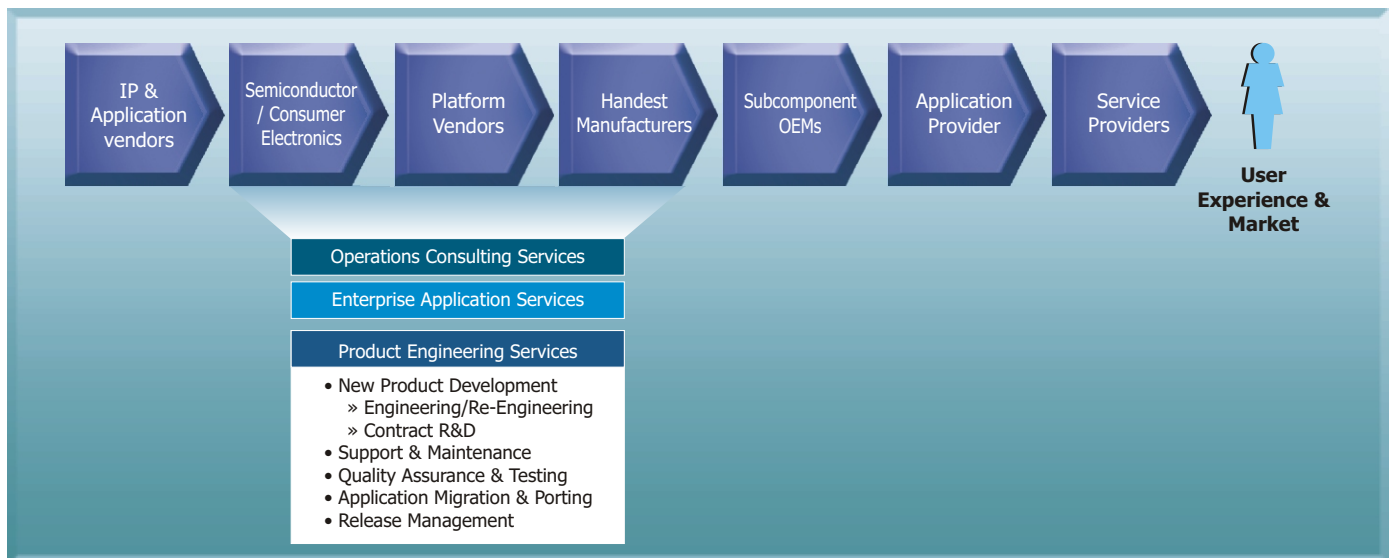 IP &
Application
vendors
Semiconductor
/ Consumer
Electronics
Platform
Vendors
Handest
Manufacturers
Subcomponent
OEMs
Application
Provider
Service
Providers
User
Experience &
Market
Operations Consulting Services
Enterprise Application Services
Product Engineering Services
• New Product Development
» Engineering/Re-Engineering
» Contract R&D
• Support & Maintenance
• Quality Assurance & Testing
• Application Migration & Porting
• Release Management